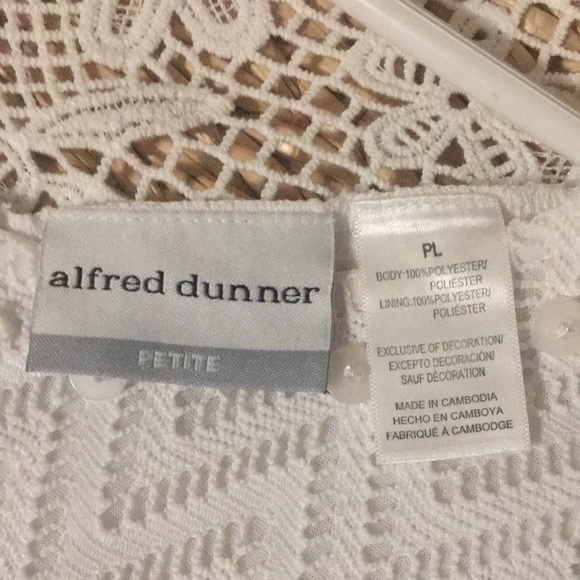 alfred dunner
PETITE
PL
BODY:100%POLYESTER/
POLIÉSTER
LINING:100%POLYESTER/
POLIÉSTER
EXCLUSIVE OF DECORATION/
EXCEPTO DECORACIÓN/
SAUF DÉCORATION
MADE IN CAMBODIA
HECHO EN CAMBOYA
FABRIQUÉ À CAMBODGE